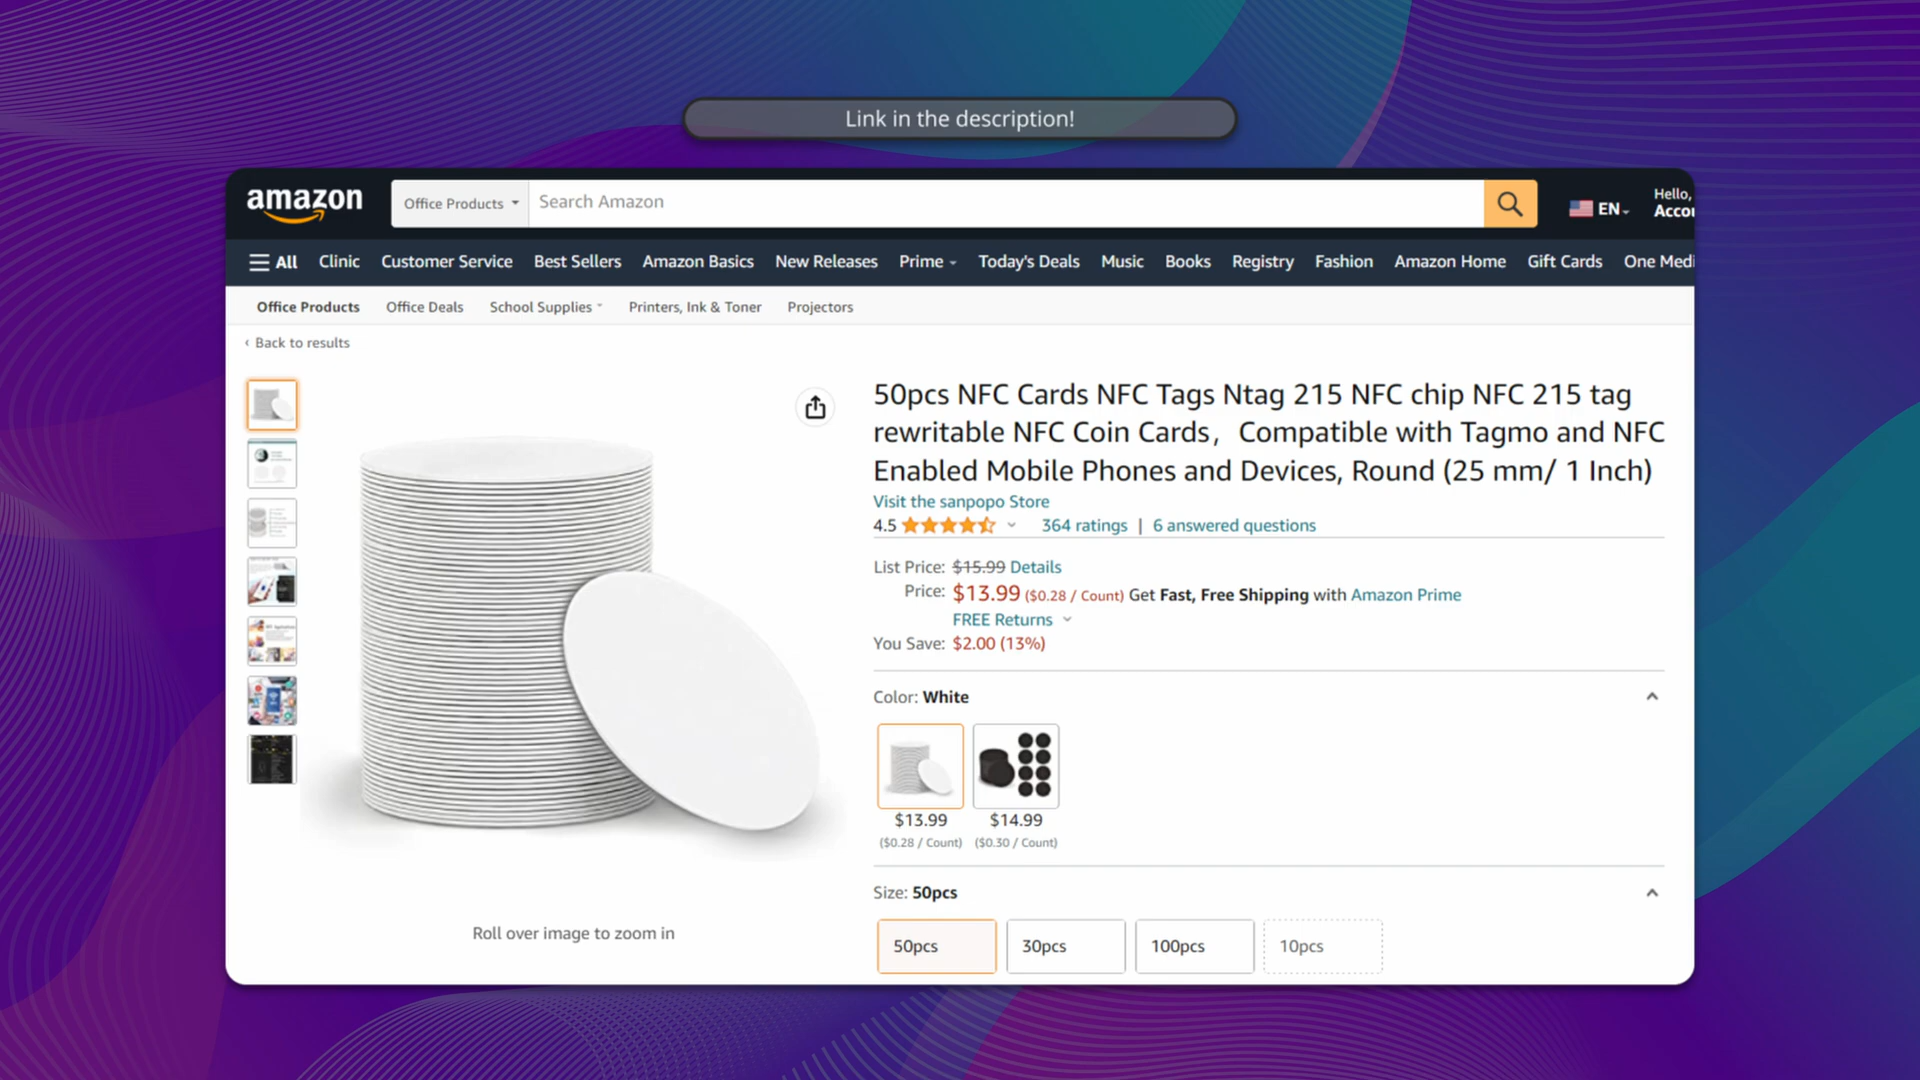 Link in the description!
amazon
Office Products
Search Amazon
EN
Hello,
Accou
All
Clinic
Customer Service
Best Sellers
Amazon Basics
New Releases
Prime
Today's Deals
Music
Books
Registry
Fashion
Amazon Home
Gift Cards
One Medi
Office Products
Office Deals
School Supplies
Printers, Ink & Toner
Projectors
‹ Back to results
50pcs NFC Cards NFC Tags Ntag 215 NFC chip NFC 215 tag
rewritable NFC Coin Cards，Compatible with Tagmo and NFC
Enabled Mobile Phones and Devices, Round (25 mm/ 1 Inch)
Visit the sanpopo Store
4.5
364 ratings | 6 answered questions
List Price: $15.99 Details
Price: $13.99 ($0.28 / Count) Get Fast, Free Shipping with Amazon Prime
FREE Returns
You Save: $2.00 (13%)
Color: White
$13.99
$14.99
($0.28 / Count)
($0.30 / Count)
Size: 50pcs
50pcs
30pcs
100pcs
10pcs
Roll over image to zoom in